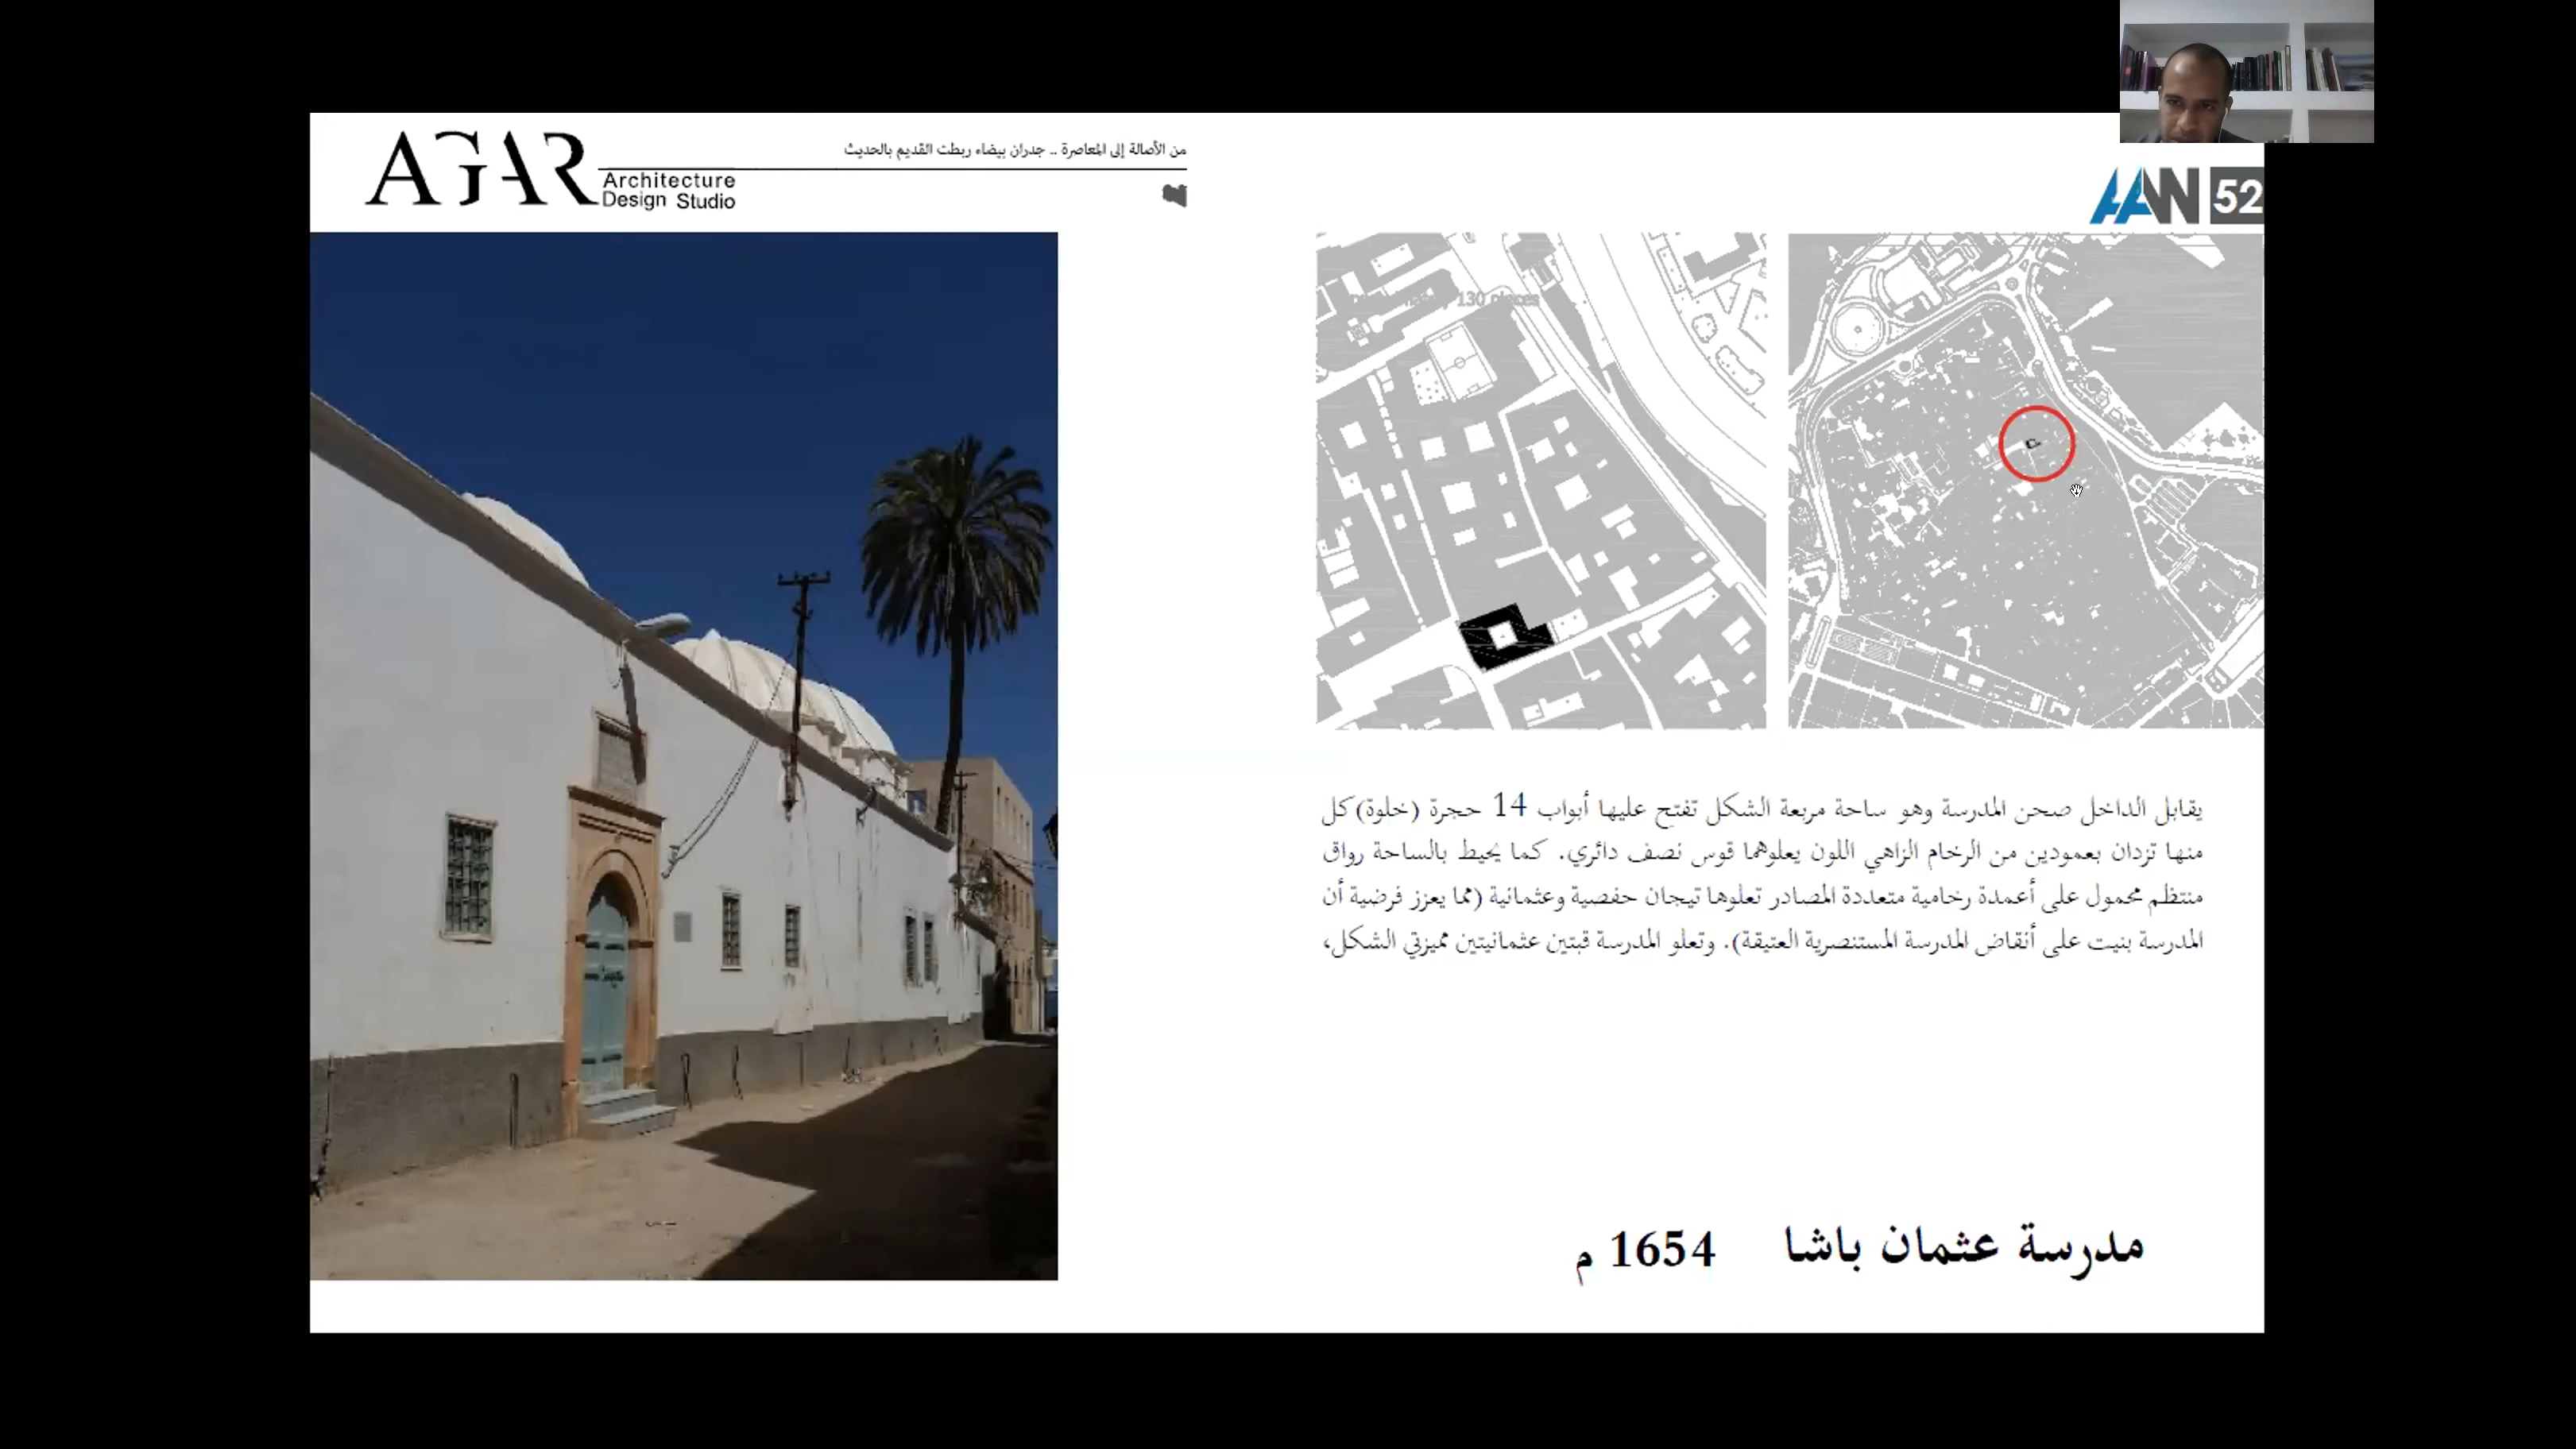 AGAR
Architecture
Design Studio
من الأصالة إلى المعاصرة .. جدران بيضاء ربطت القديم بالحديث
AAN 52
130 places
يقابل الداخل صحن المدرسة وهو ساحة مربعة الشكل تفتح عليها أبواب 14 حجرة (خلوة) كل
منها تزدان بعمودين من الرخام الزاهي اللون يعلوهما قوس نصف دائري. كما يحيط بالساحة رواق
منتظم محمول على أعمدة رخامية متعددة المصادر تعلوها تيجان حفصية وعثمانية (مما يعزز فرضية أن
المدرسة بنيت على أنقاض المدرسة المستنصرية العتيقة). وتعلو المدرسة قبتين عثمانيتين مميزتي الشكل،
مدرسة عثمان باشا 1654 م